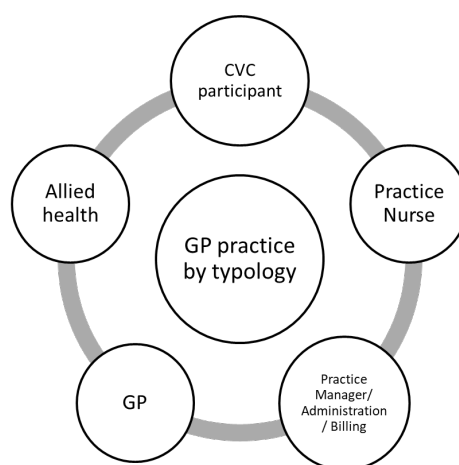 CVC
participant
Allied
health
Practice
Nurse
GP practice
by typology
GP
Practice
Manager/
Administration
/ Billing